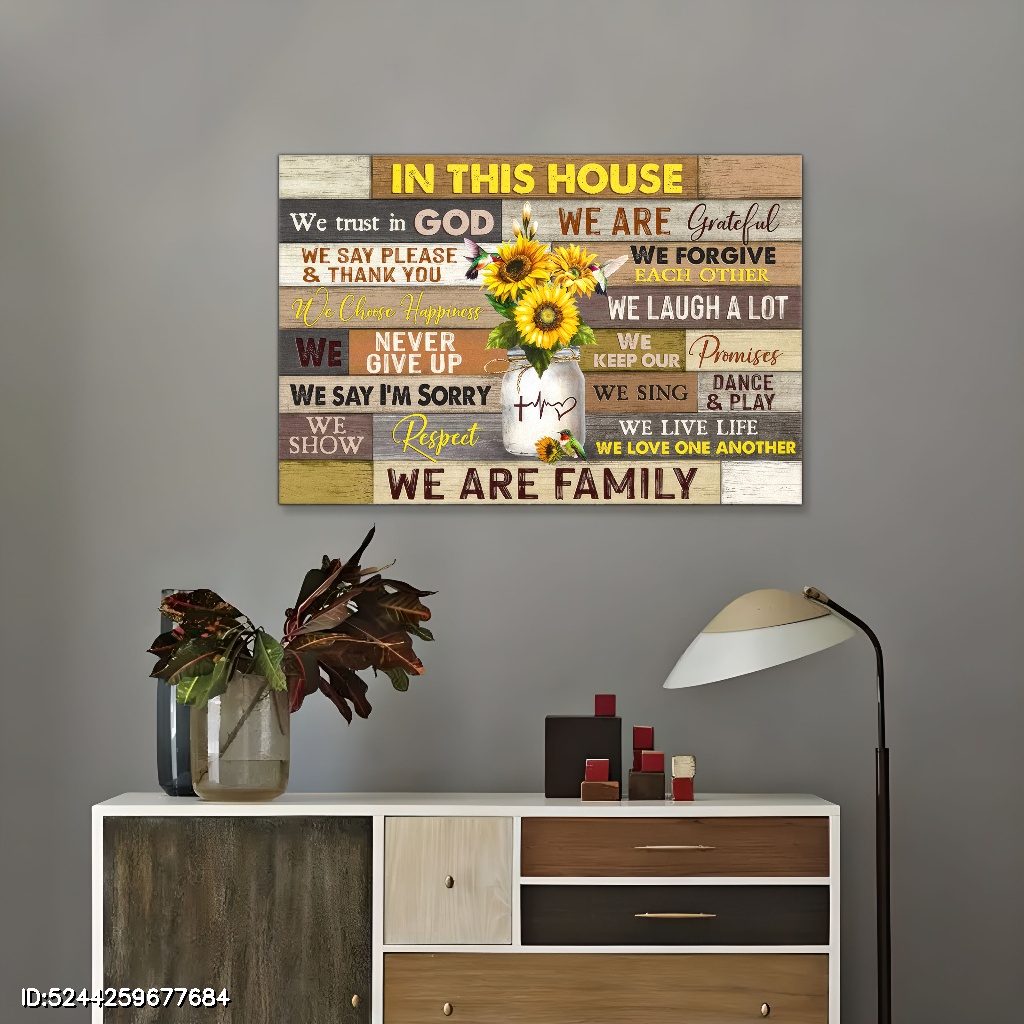 IN THIS HOUSE
We trust in GOD
WE ARE Grateful
WE SAY PLEASE
& THANK YOU
WE FORGIVE
EACH OTHER
We Choose Happiness
WE LAUGH A LOT
WE NEVER
GIVE UP
WE
KEEP OUR Promises
WE SAY I'M SORRY
WE SING
DANCE
& PLAY
WE
SHOW Respect
WE LIVE LIFE
WE LOVE ONE ANOTHER
WE ARE FAMILY
ID:5244259677684